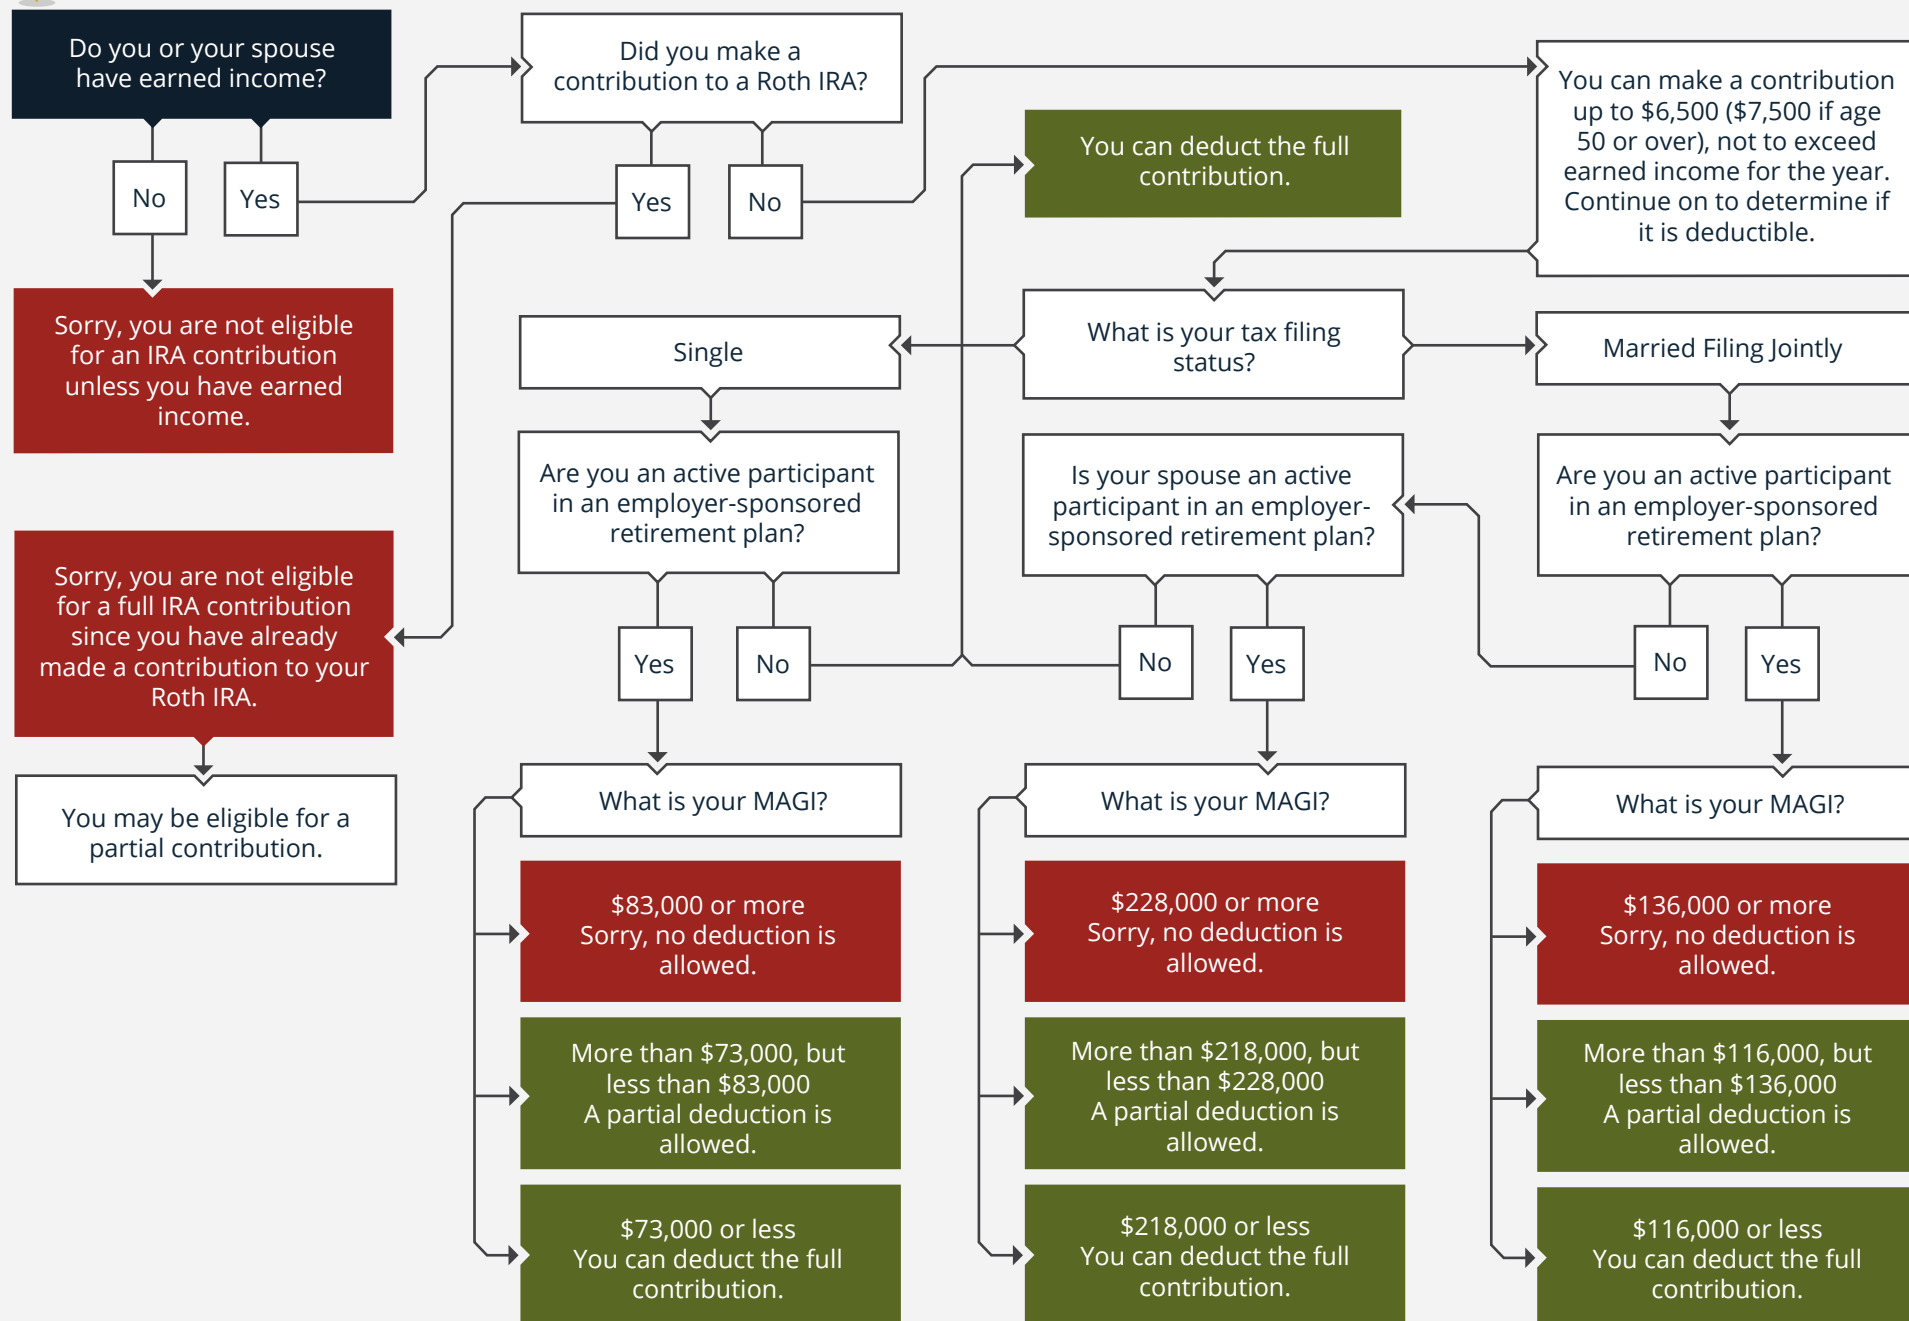 Do you or your spouse
have earned income?
No
Yes
Did you make a
contribution to a Roth IRA?
Yes
No
You can deduct the full
contribution.
You can make a contribution
up to $6,500 ($7,500 if age
50 or over), not to exceed
earned income for the year.
Continue on to determine if
it is deductible.
Sorry, you are not eligible
for an IRA contribution
unless you have earned
income.
Single
What is your tax filing
status?
Married Filing Jointly
Are you an active participant
in an employer-sponsored
retirement plan?
Yes
No
Is your spouse an active
participant in an employer-
sponsored retirement plan?
No
Yes
Are you an active participant
in an employer-sponsored
retirement plan?
No
Yes
Sorry, you are not eligible
for a full IRA contribution
since you have already
made a contribution to your
Roth IRA.
You may be eligible for a
partial contribution.
What is your MAGI?
$83,000 or more
Sorry, no deduction is
allowed.
More than $73,000, but
less than $83,000
A partial deduction is
allowed.
$73,000 or less
You can deduct the full
contribution.
What is your MAGI?
$228,000 or more
Sorry, no deduction is
allowed.
More than $218,000, but
less than $228,000
A partial deduction is
allowed.
$218,000 or less
You can deduct the full
contribution.
What is your MAGI?
$136,000 or more
Sorry, no deduction is
allowed.
More than $116,000, but
less than $136,000
A partial deduction is
allowed.
$116,000 or less
You can deduct the full
contribution.